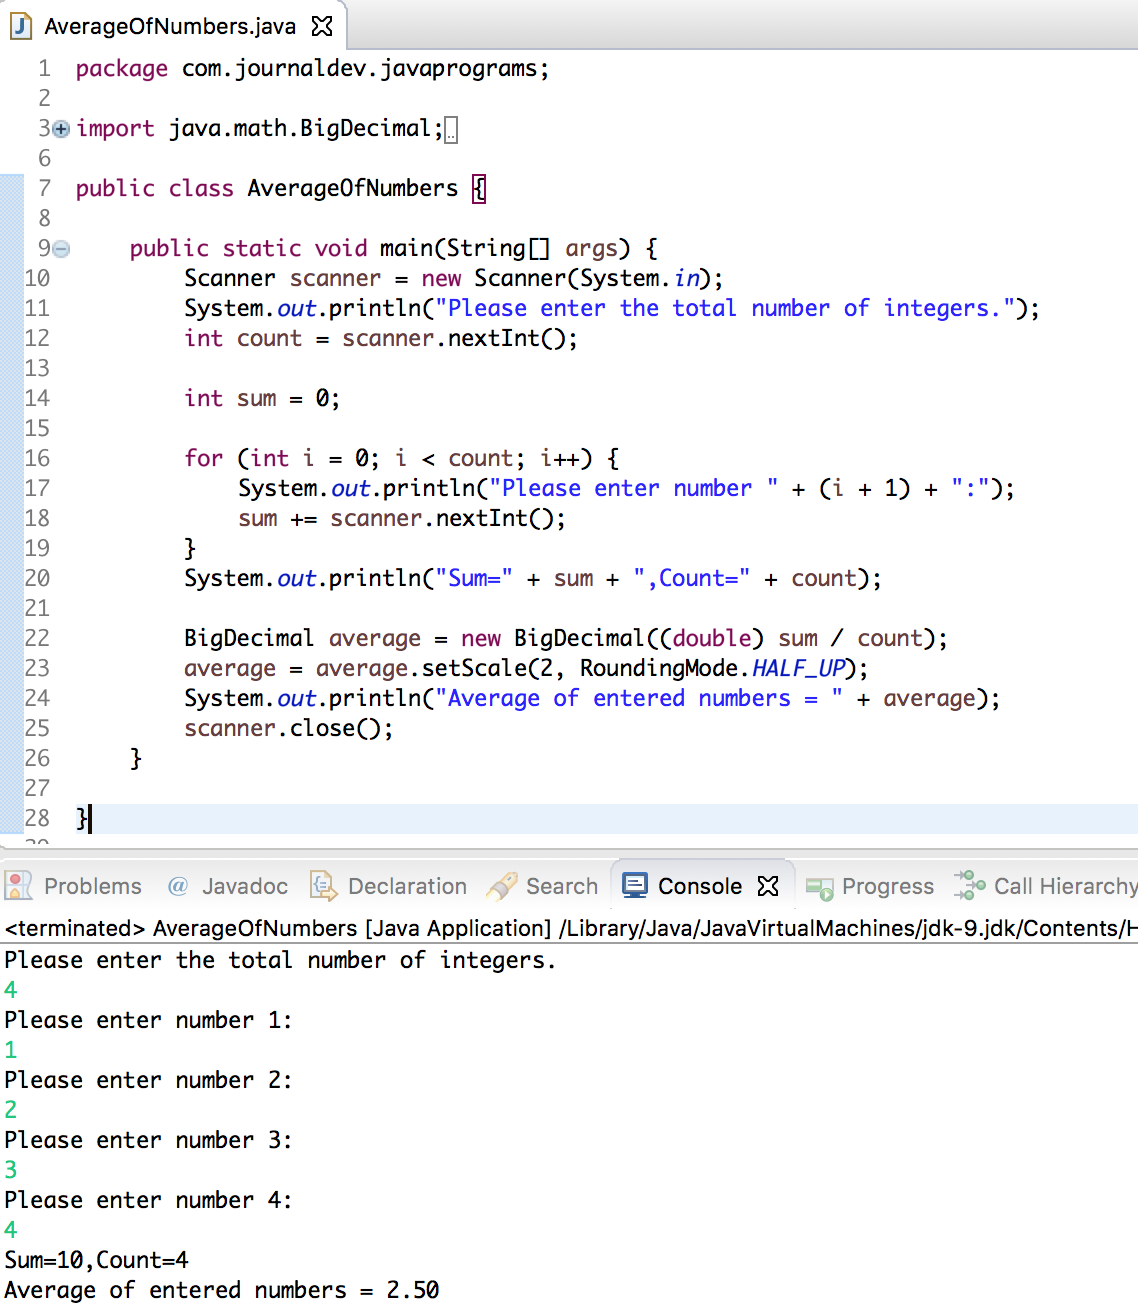 AverageOfNumbers.java
1 package com.journaldev.javaprograms;
2
3 import java.math.BigDecimal;
6
7 public class AverageOfNumbers {
8
9     public static void main(String[] args) {
10         Scanner scanner = new Scanner(System.in);
11         System.out.println("Please enter the total number of integers.");
12         int count = scanner.nextInt();
13
14         int sum = 0;
15
16         for (int i = 0; i < count; i++) {
17             System.out.println("Please enter number " + (i + 1) + ":");
18             sum += scanner.nextInt();
19         }
20         System.out.println("Sum=" + sum + ",Count=" + count);
21
22         BigDecimal average = new BigDecimal((double) sum / count);
23         average = average.setScale(2, RoundingMode.HALF_UP);
24         System.out.println("Average of entered numbers = " + average);
25         scanner.close();
26     }
27
28 }
Problems @ Javadoc Declaration Search Console Progress Call Hierarchy
<terminated> AverageOfNumbers [Java Application] /Library/Java/JavaVirtualMachines/jdk-9.jdk/Contents/H
Please enter the total number of integers.
4
Please enter number 1:
1
Please enter number 2:
2
Please enter number 3:
3
Please enter number 4:
4
Sum=10,Count=4
Average of entered numbers = 2.50